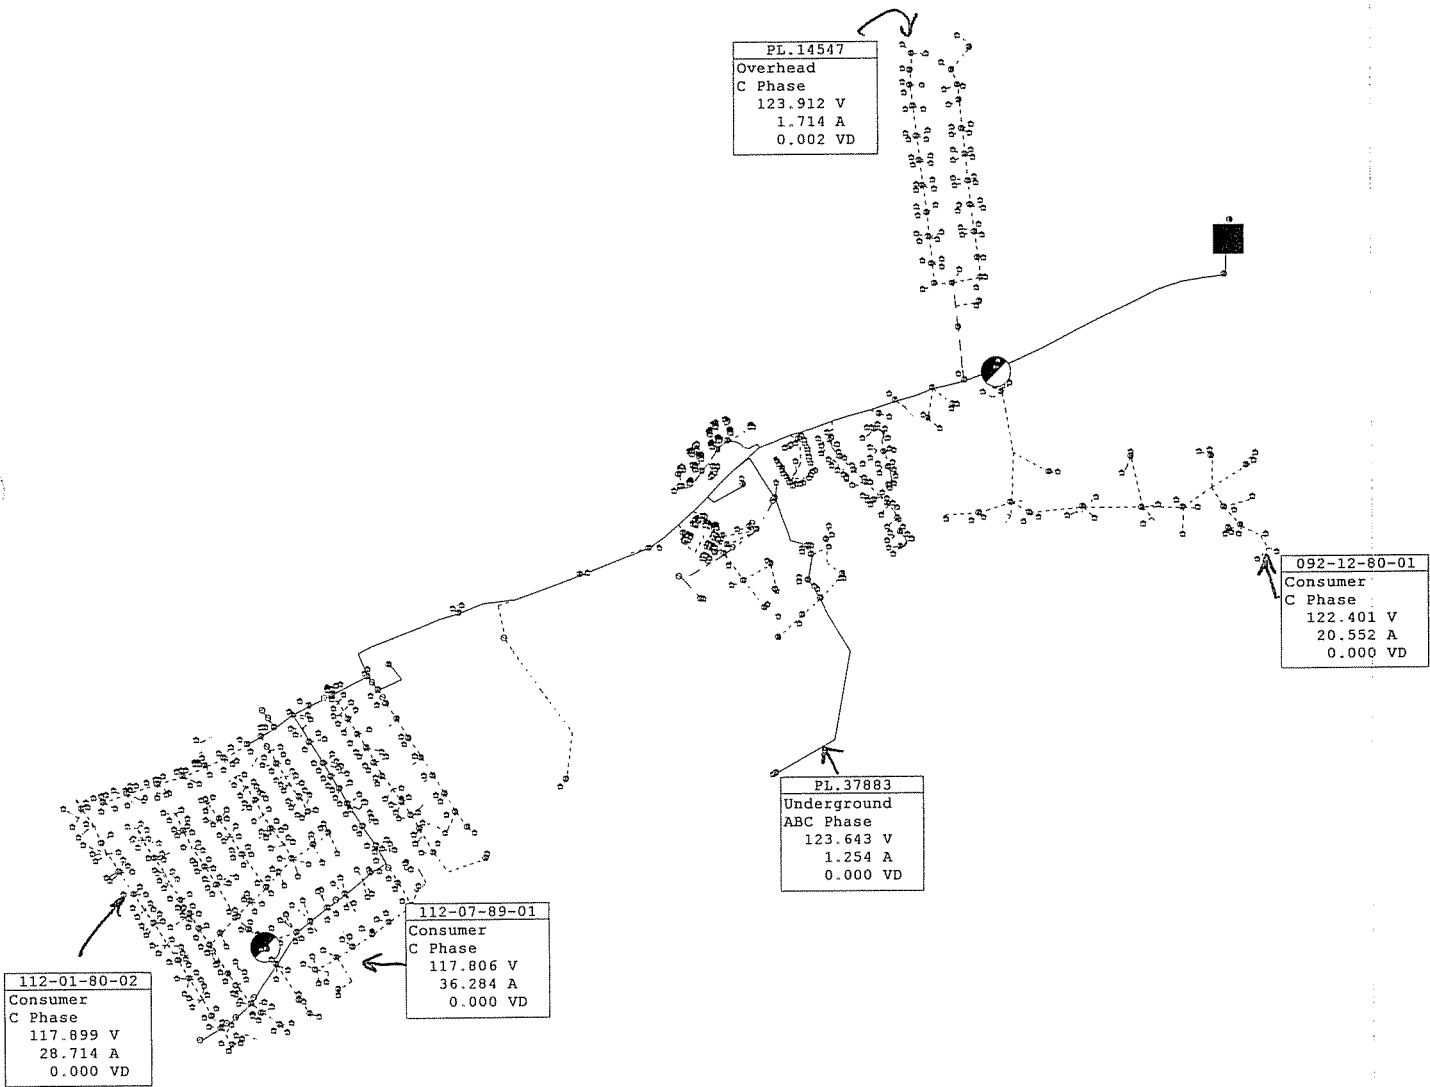 PL.14547
Overhead
C Phase
123.912 V
1.714 A
0.002 VD
092-12-80-01
Consumer
C Phase
122.401 V
20.552 A
0.000 VD
PL.37883
Underground
ABC Phase
123.643 V
1.254 A
0.000 VD
112-07-89-01
Consumer
C Phase
117.806 V
36.284 A
0.000 VD
112-01-80-02
Consumer
C Phase
117.899 V
28.714 A
0.000 VD